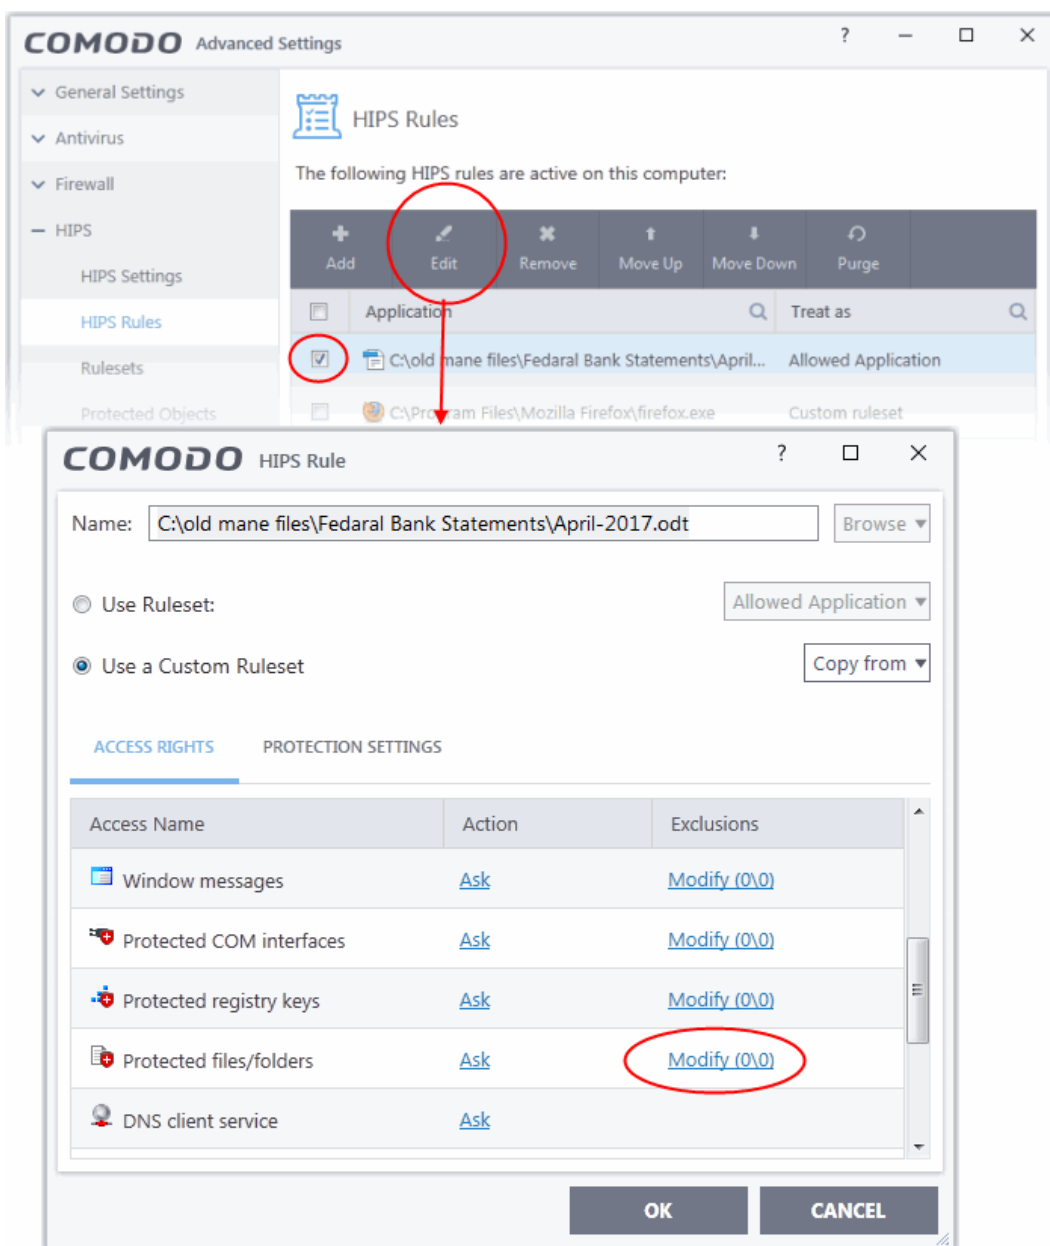 COMODO Advanced Settings ?
General Settings
Antivirus
Firewall
HIPS
HIPS Settings
HIPS Rules
Rulesets
Protected Objects
HIPS Rules
The following HIPS rules are active on this computer:
Add Edit Remove Move Up Move Down Purge
Application Treat as
C:\old mane files\Fedaral Bank Statements\April... Allowed Application
C:\Program Files\Mozilla Firefox\firefox.exe Custom ruleset
COMODO HIPS Rule ?
Name: C:\old mane files\Fedaral Bank Statements\April-2017.odt Browse
Use Ruleset: Allowed Application
Use a Custom Ruleset Copy from
ACCESS RIGHTS PROTECTION SETTINGS
Access Name Action Exclusions
Window messages Ask Modify (0\0)
Protected COM interfaces Ask Modify (0\0)
Protected registry keys Ask Modify (0\0)
Protected files/folders Ask Modify (0\0)
DNS client service Ask
OK CANCEL